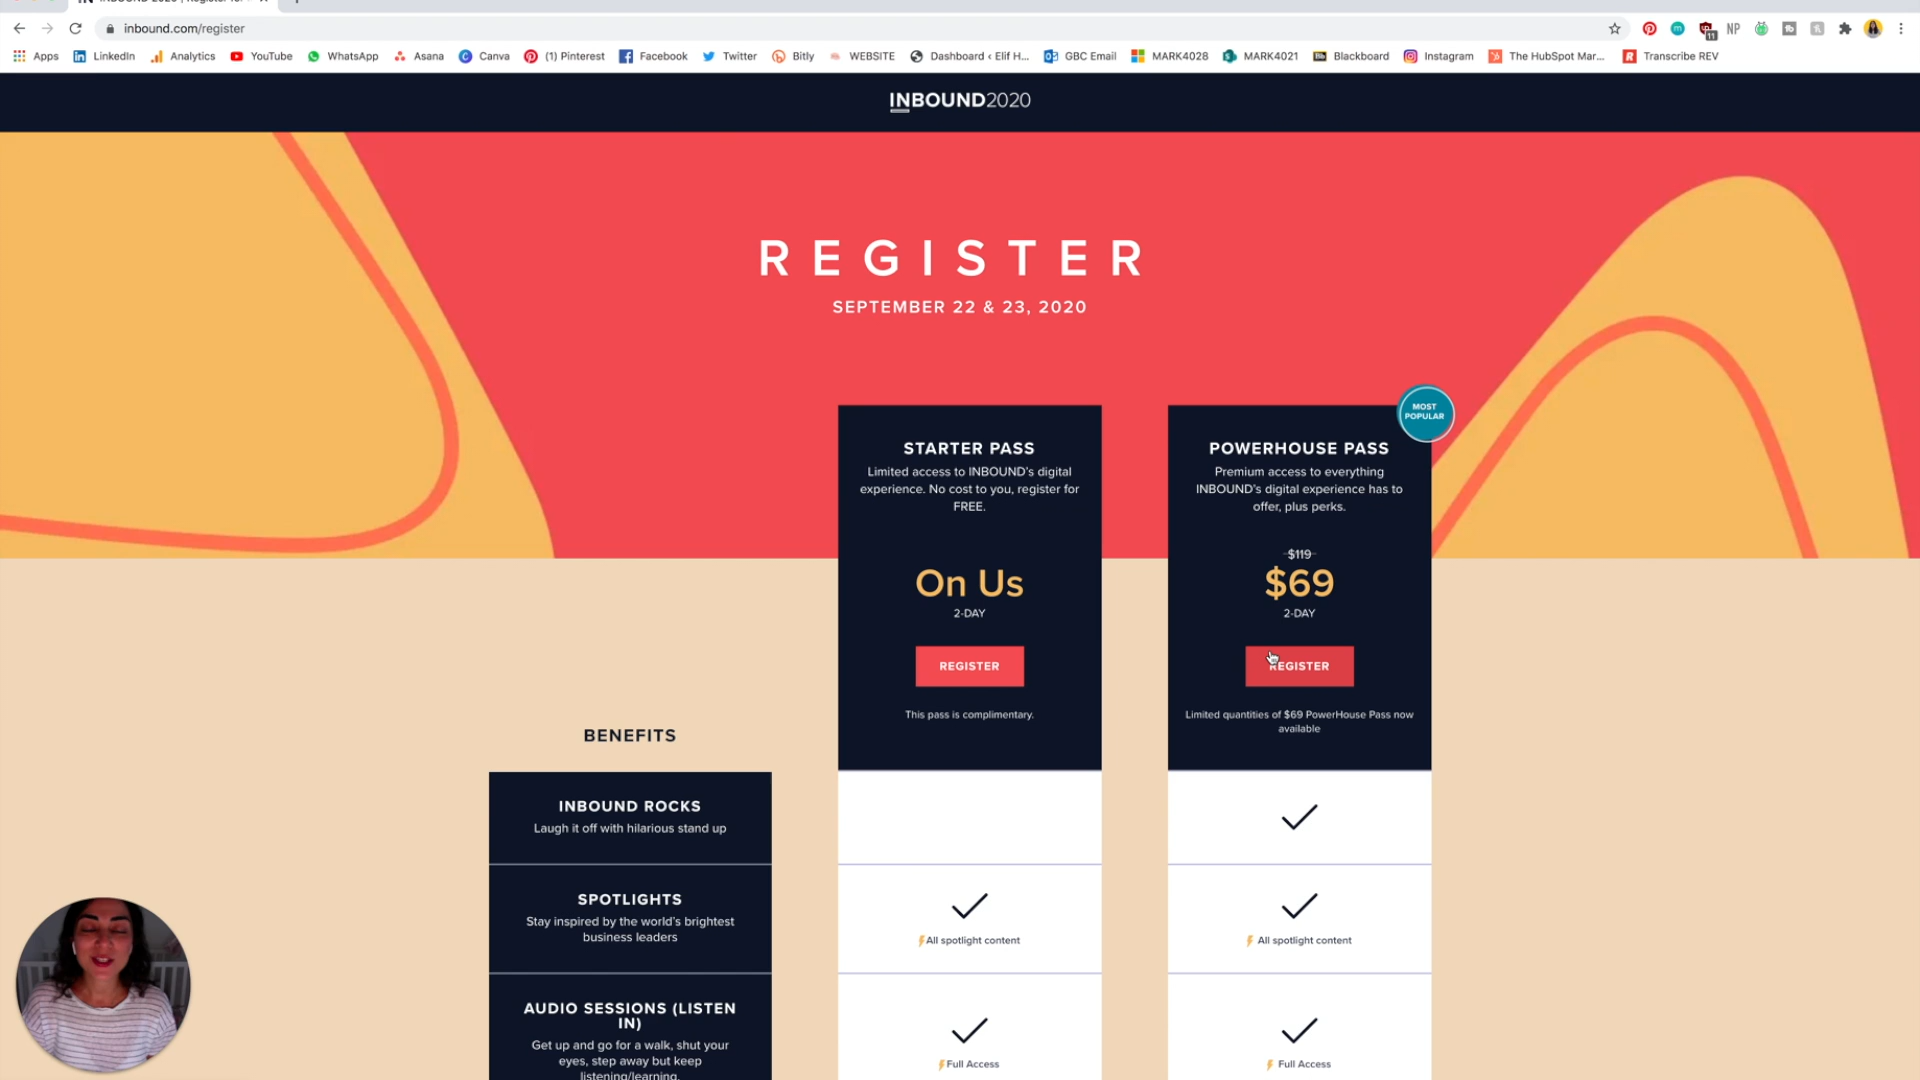 inbound.com/register
11
NP
Apps
LinkedIn
Analytics
YouTube
WhatsApp
Asana
Canva
(1) Pinterest
Facebook
Twitter
Bitly
WEBSITE
Dashboard ‹ Elif H...
GBC Email
MARK4028
MARK4021
Blackboard
Instagram
The HubSpot Mar...
Transcribe REV
INBOUND2020
REGISTER
SEPTEMBER 22 & 23, 2020
MOST
POPULAR
STARTER PASS
Limited access to INBOUND's digital
experience. No cost to you, register for
FREE.
On Us
2-DAY
REGISTER
This pass is complimentary.
POWERHOUSE PASS
Premium access to everything
INBOUND's digital experience has to
offer, plus perks.
$119
$69
2-DAY
REGISTER
Limited quantities of $69 PowerHouse Pass now
available
BENEFITS
INBOUND ROCKS
Laugh it off with hilarious stand up
SPOTLIGHTS
Stay inspired by the world's brightest
business leaders
All spotlight content
All spotlight content
AUDIO SESSIONS (LISTEN
IN)
Get up and go for a walk, shut your
eyes, step away but keep
listening/learning.
Full Access
Full Access